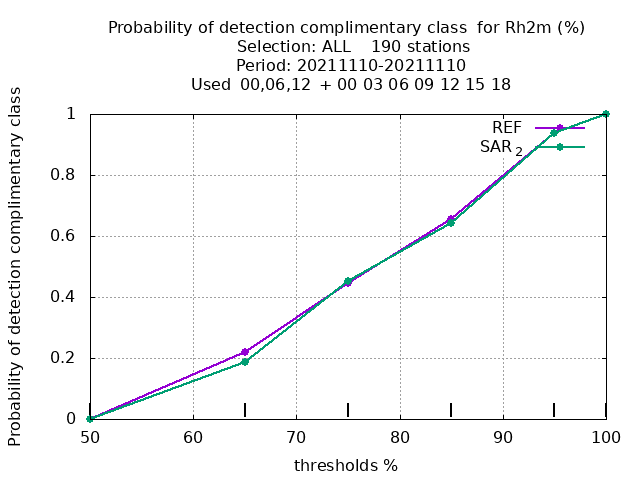 Probability of detection complimentary class  for Rh2m (%)
Selection: ALL    190 stations
Period: 20211110-20211110
Used  00,06,12  + 00 03 06 09 12 15 18
Probability of detection complimentary class
1
0.8
0.6
0.4
0.2
0
REF
SAR 2
50
60
70
80
90
100
thresholds %